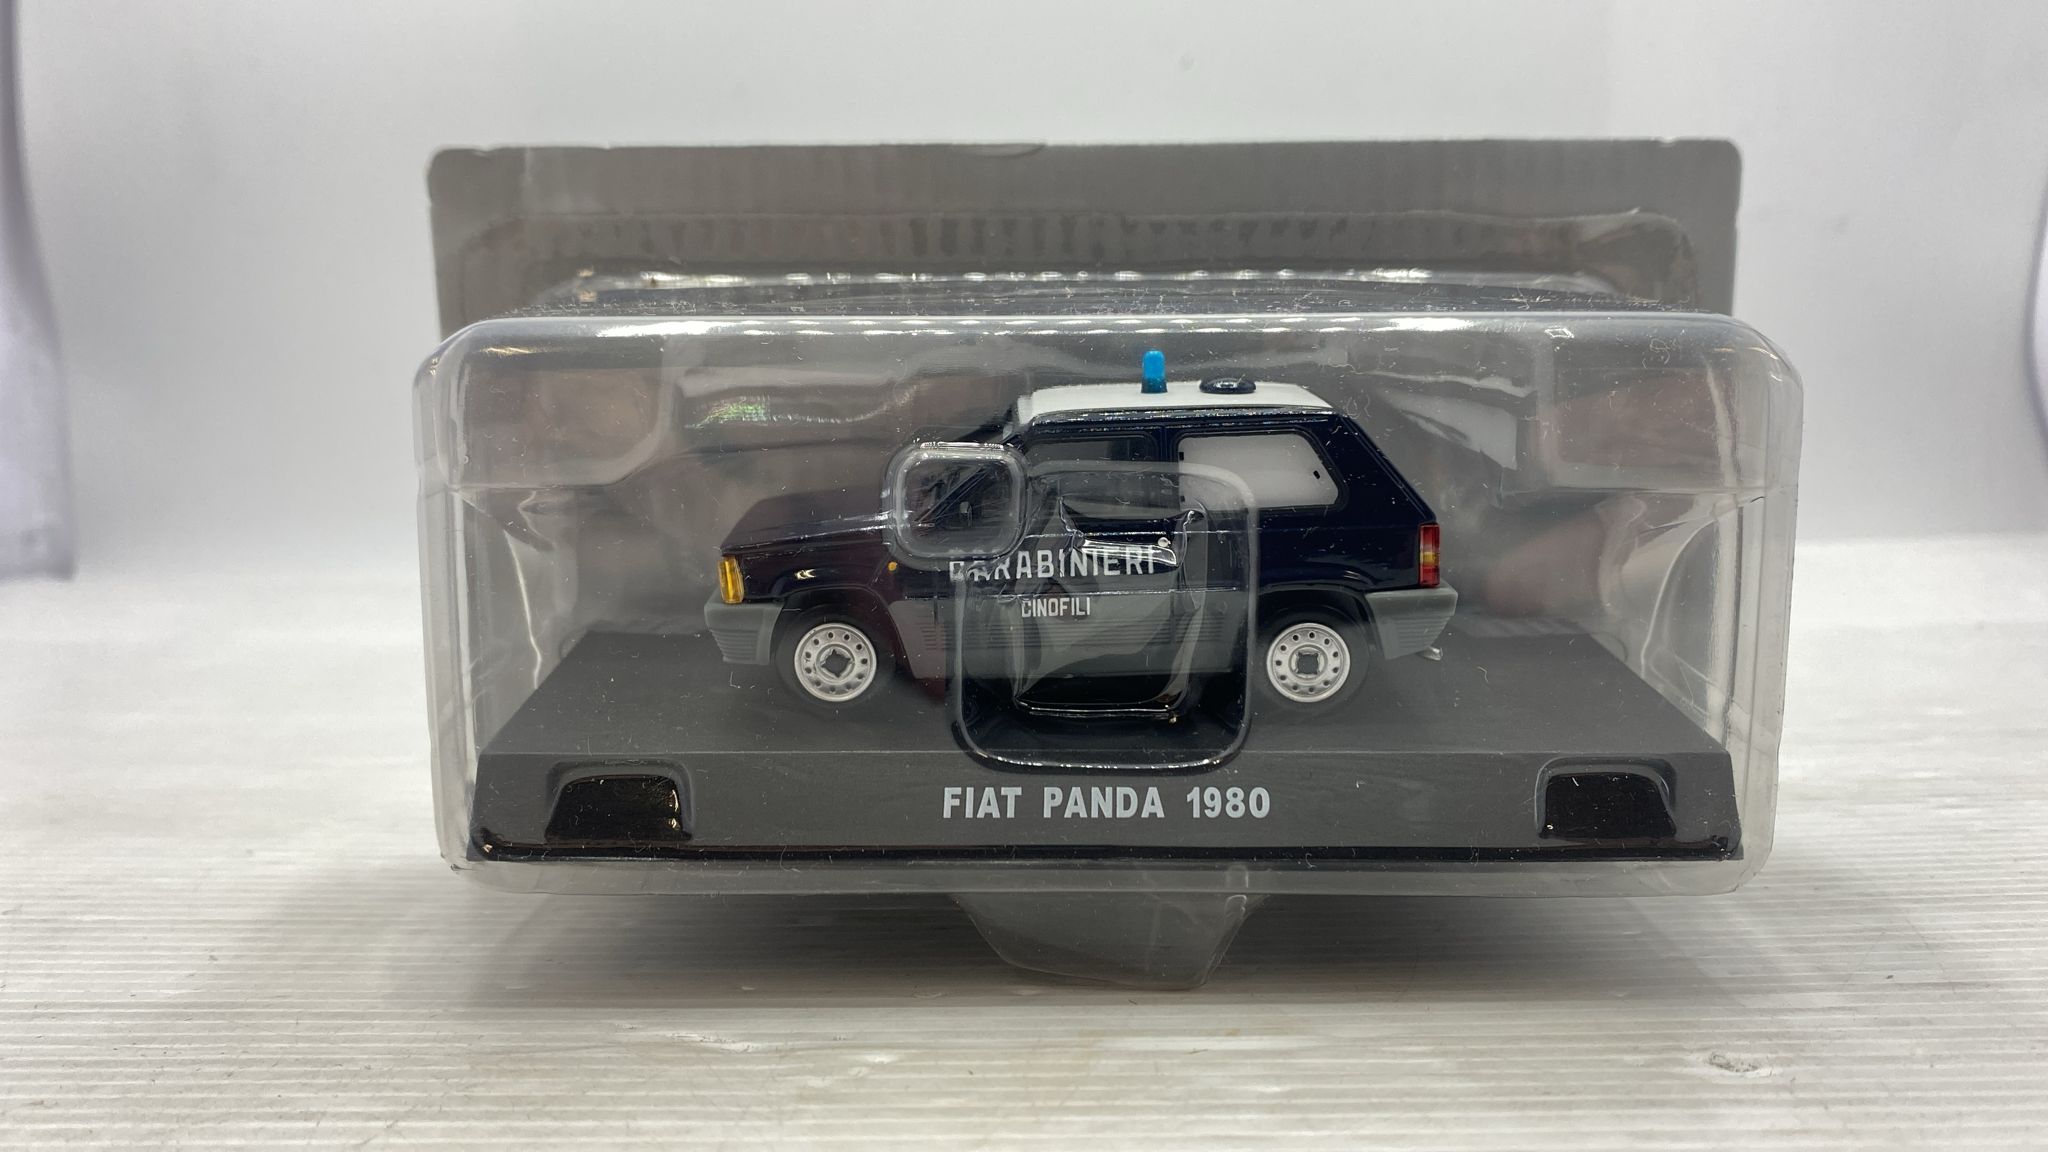 CARABINIERI
CINOFILI
FIAT PANDA 1980